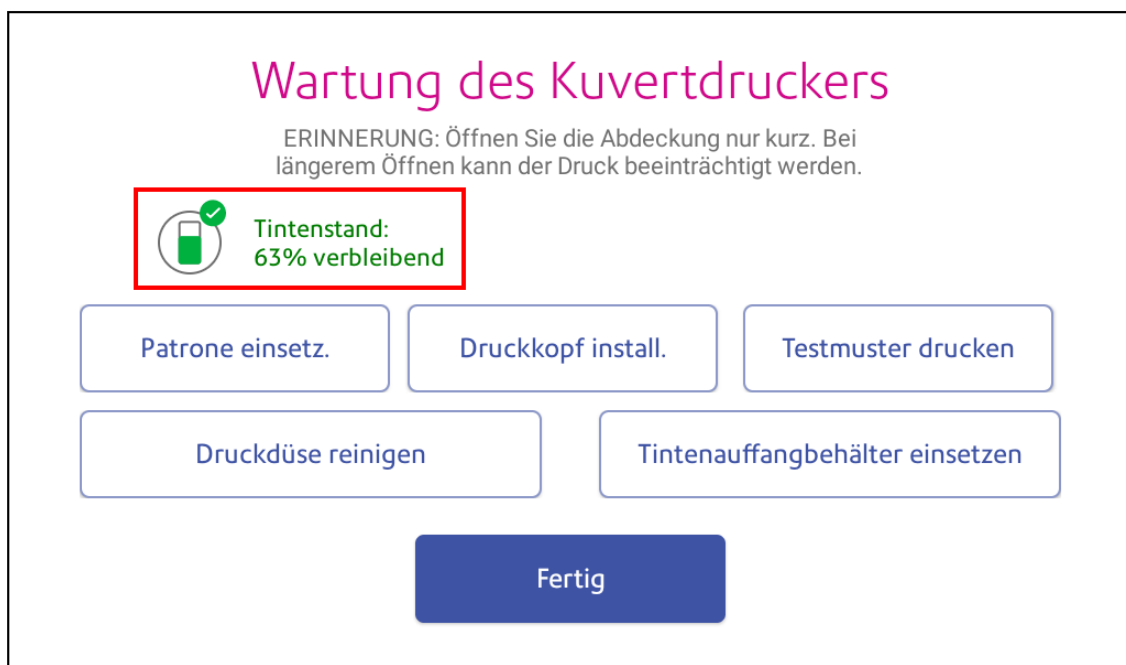 Wartung des Kuvertdruckers
ERINNERUNG: Öffnen Sie die Abdeckung nur kurz. Bei
längerem Öffnen kann der Druck beeinträchtigt werden.
Tintenstand:
63% verbleibend
Patrone einsetz.
Druckkopf install.
Testmuster drucken
Druckdüse reinigen
Tintenauffangbehälter einsetzen
Fertig